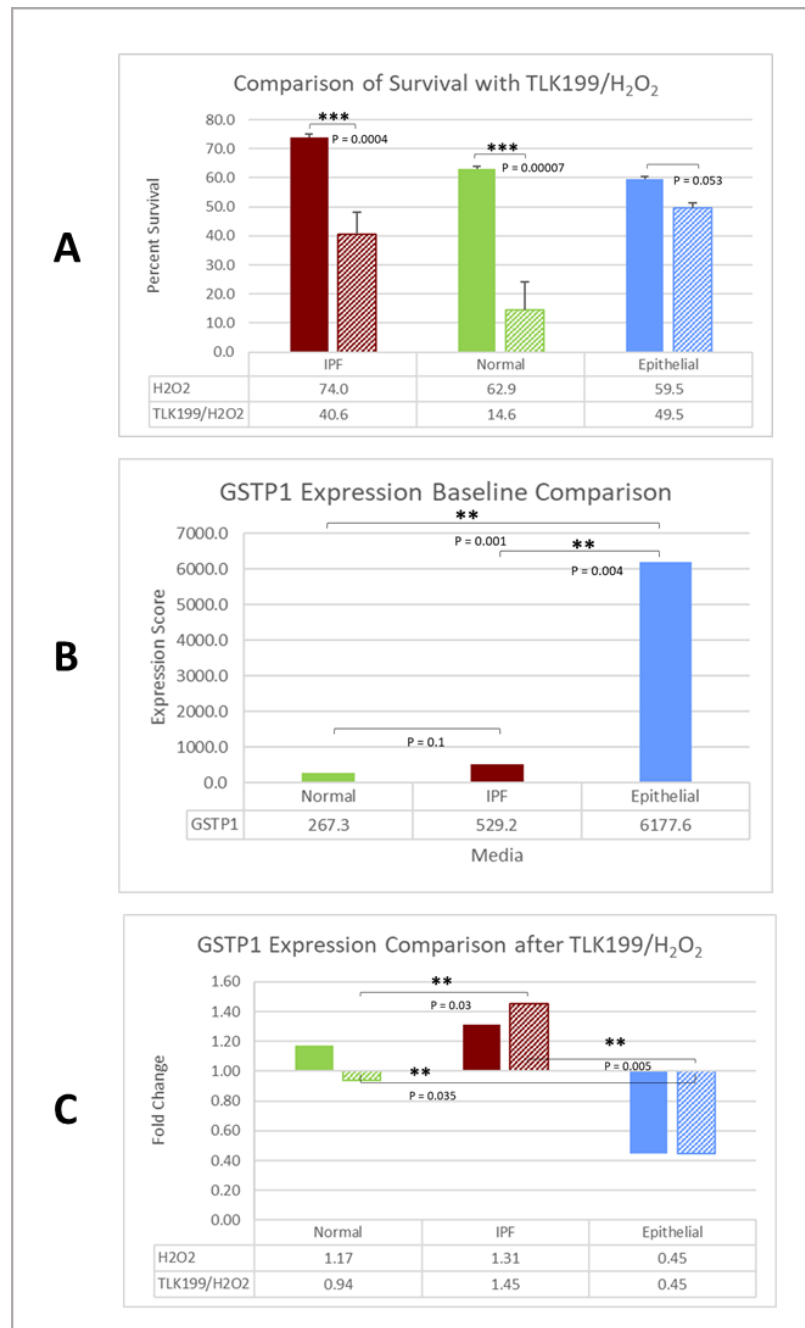 A
Comparison of Survival with TLK199/H₂O₂
Percent Survival
80.0
70.0
60.0
50.0
40.0
30.0
20.0
10.0
0.0
***
P = 0.0004
***
P = 0.00007
P = 0.053
IPF Normal Epithelial
H2O2 74.0 62.9 59.5
TLK199/H2O2 40.6 14.6 49.5
B
GSTP1 Expression Baseline Comparison
Expression Score
7000.0
6000.0
5000.0
4000.0
3000.0
2000.0
1000.0
0.0
**
P = 0.001
**
P = 0.004
P = 0.1
Normal IPF Epithelial
GSTP1 267.3 529.2 6177.6
Media
C
GSTP1 Expression Comparison after TLK199/H₂O₂
Fold Change
1.60
1.40
1.20
1.00
0.80
0.60
0.40
0.20
0.00
**
P = 0.03
**
P = 0.005
**
P = 0.035
Normal IPF Epithelial
H2O2 1.17 1.31 0.45
TLK199/H2O2 0.94 1.45 0.45